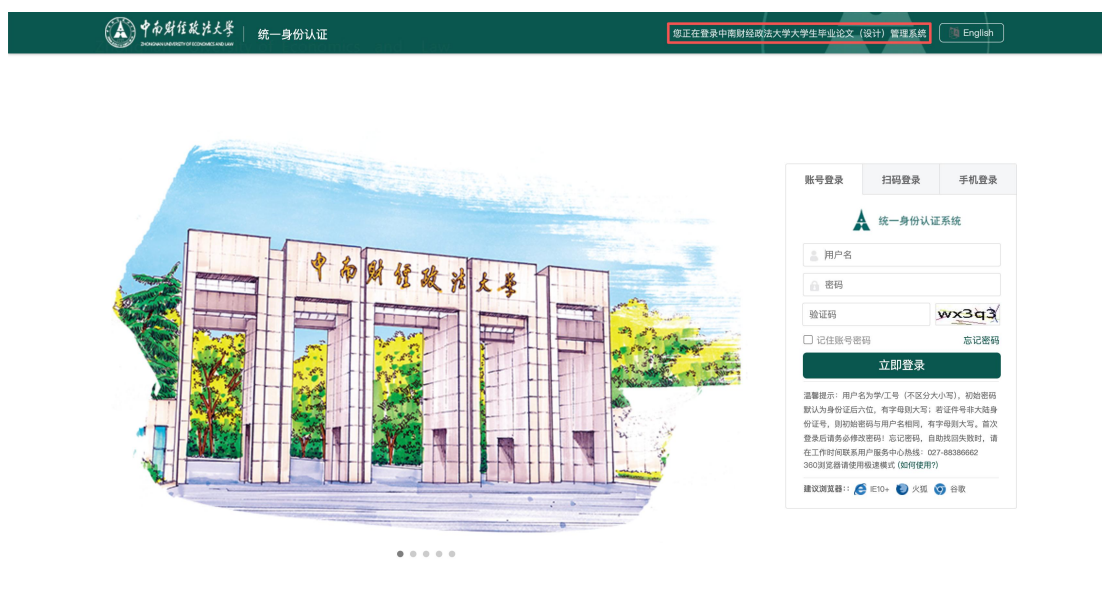 中南财经政法大学
ZHONGNAN UNIVERSITY OF ECONOMICS AND LAW
统一身份认证
您正在登录中南财经政法大学大学生毕业论文（设计）管理系统
English
中南财经政法大学
账号登录 扫码登录 手机登录
统一身份认证系统
用户名
密码
验证码 wx3q3
记住账号密码 忘记密码
立即登录
温馨提示：用户名为学/工号（不区分大小写），初始密码
默认为身份证后六位，有字母则大写；若证件号非大陆身
份证号，则初始密码与用户名相同，有字母则大写。首次
登录后请务必修改密码！忘记密码，自助找回失败时，请
在工作时间联系用户服务中心热线：027-88386662
360浏览器请使用极速模式 (如何使用?)
建议浏览器:： IE10+ 火狐 谷歌